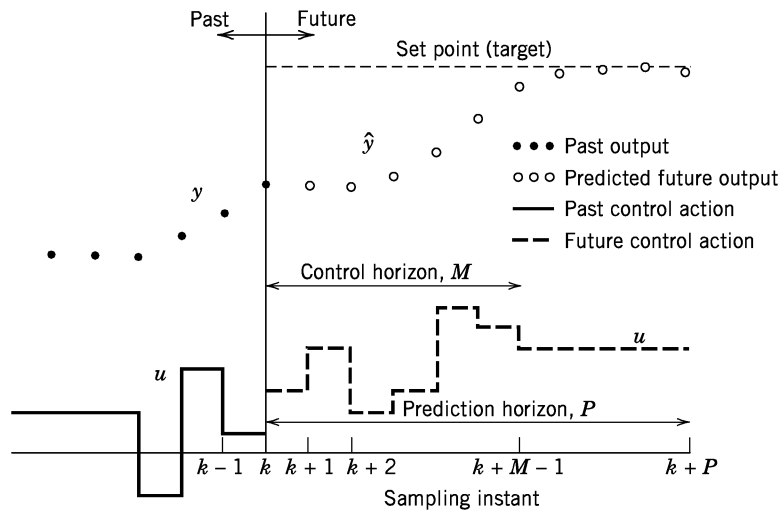 Past Future
Set point (target)
ŷ
y
Past output
Predicted future output
Past control action
Future control action
Control horizon, M
u
u
Prediction horizon, P
k − 1 k k + 1 k + 2 k + M − 1 k + P
Sampling instant